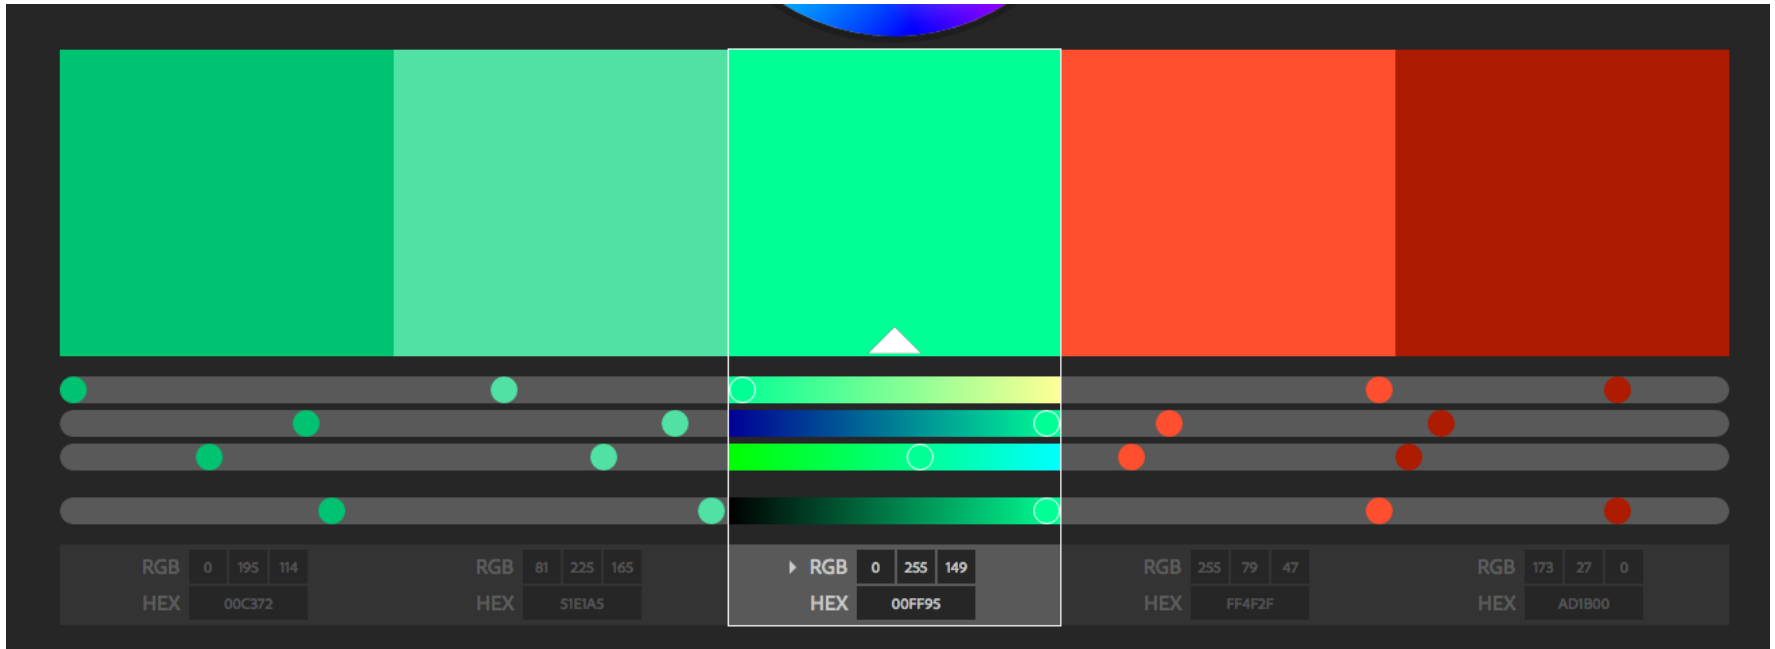 RGB 0 195 114
HEX 00C372
RGB 81 225 165
HEX 51E1A5
RGB 0 255 149
HEX 00FF95
RGB 255 79 47
HEX FF4F2F
RGB 173 27 0
HEX AD1B00